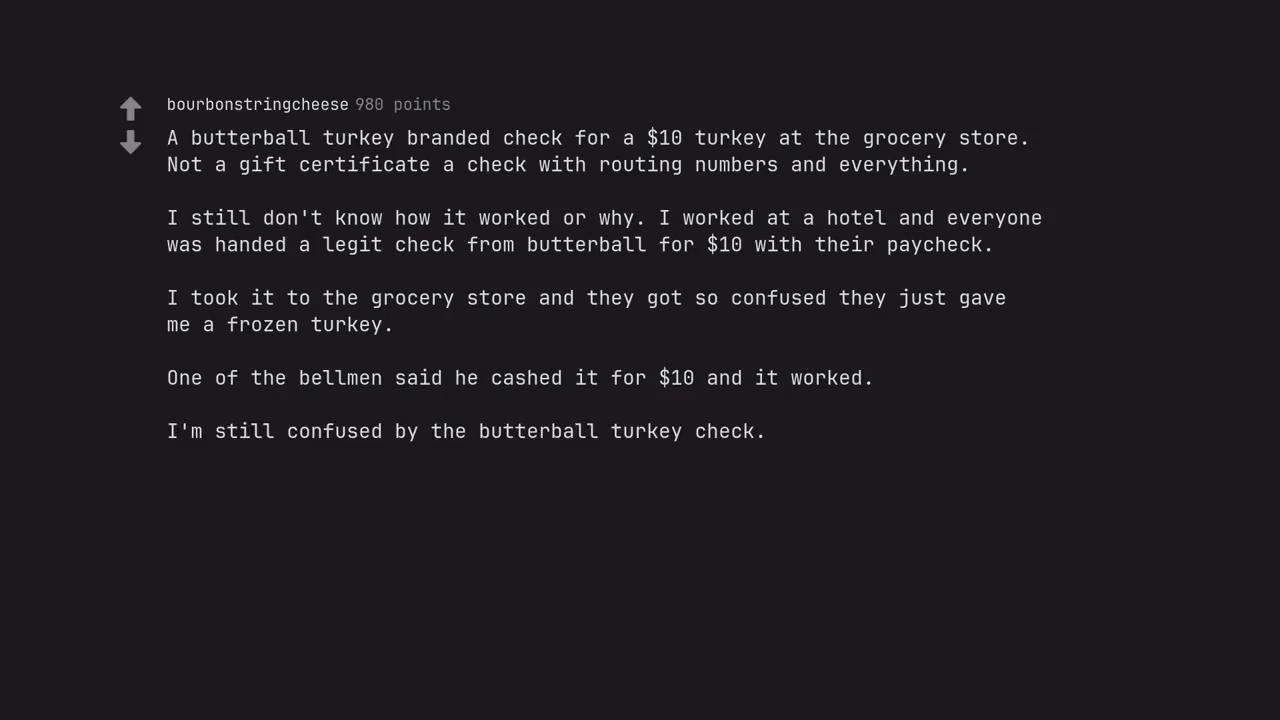 bourbonstringcheese 980 points
A butterball turkey branded check for a $10 turkey at the grocery store.
Not a gift certificate a check with routing numbers and everything.
I still don't know how it worked or why. I worked at a hotel and everyone
was handed a legit check from butterball for $10 with their paycheck.
I took it to the grocery store and they got so confused they just gave
me a frozen turkey.
One of the bellmen said he cashed it for $10 and it worked.
I'm still confused by the butterball turkey check.